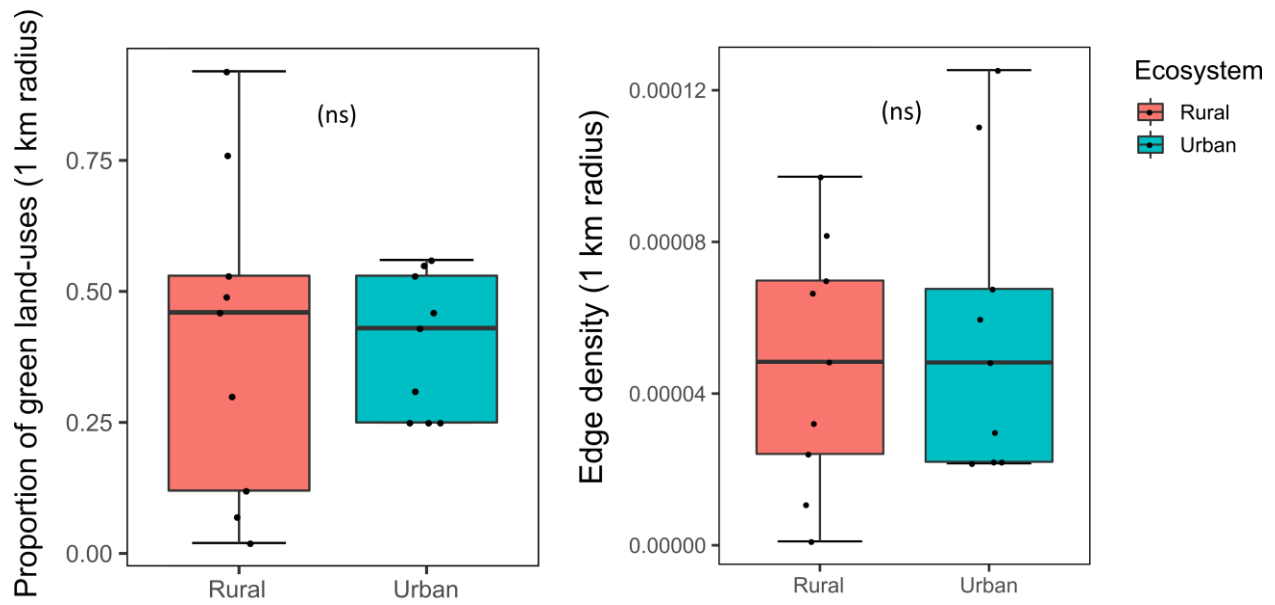 Proportion of green land-uses (1 km radius)
0.75
0.50
0.25
0.00
(ns)
Rural
Urban
Edge density (1 km radius)
0.00012
0.00008
0.00004
0.00000
(ns)
Rural
Urban
Ecosystem
Rural
Urban